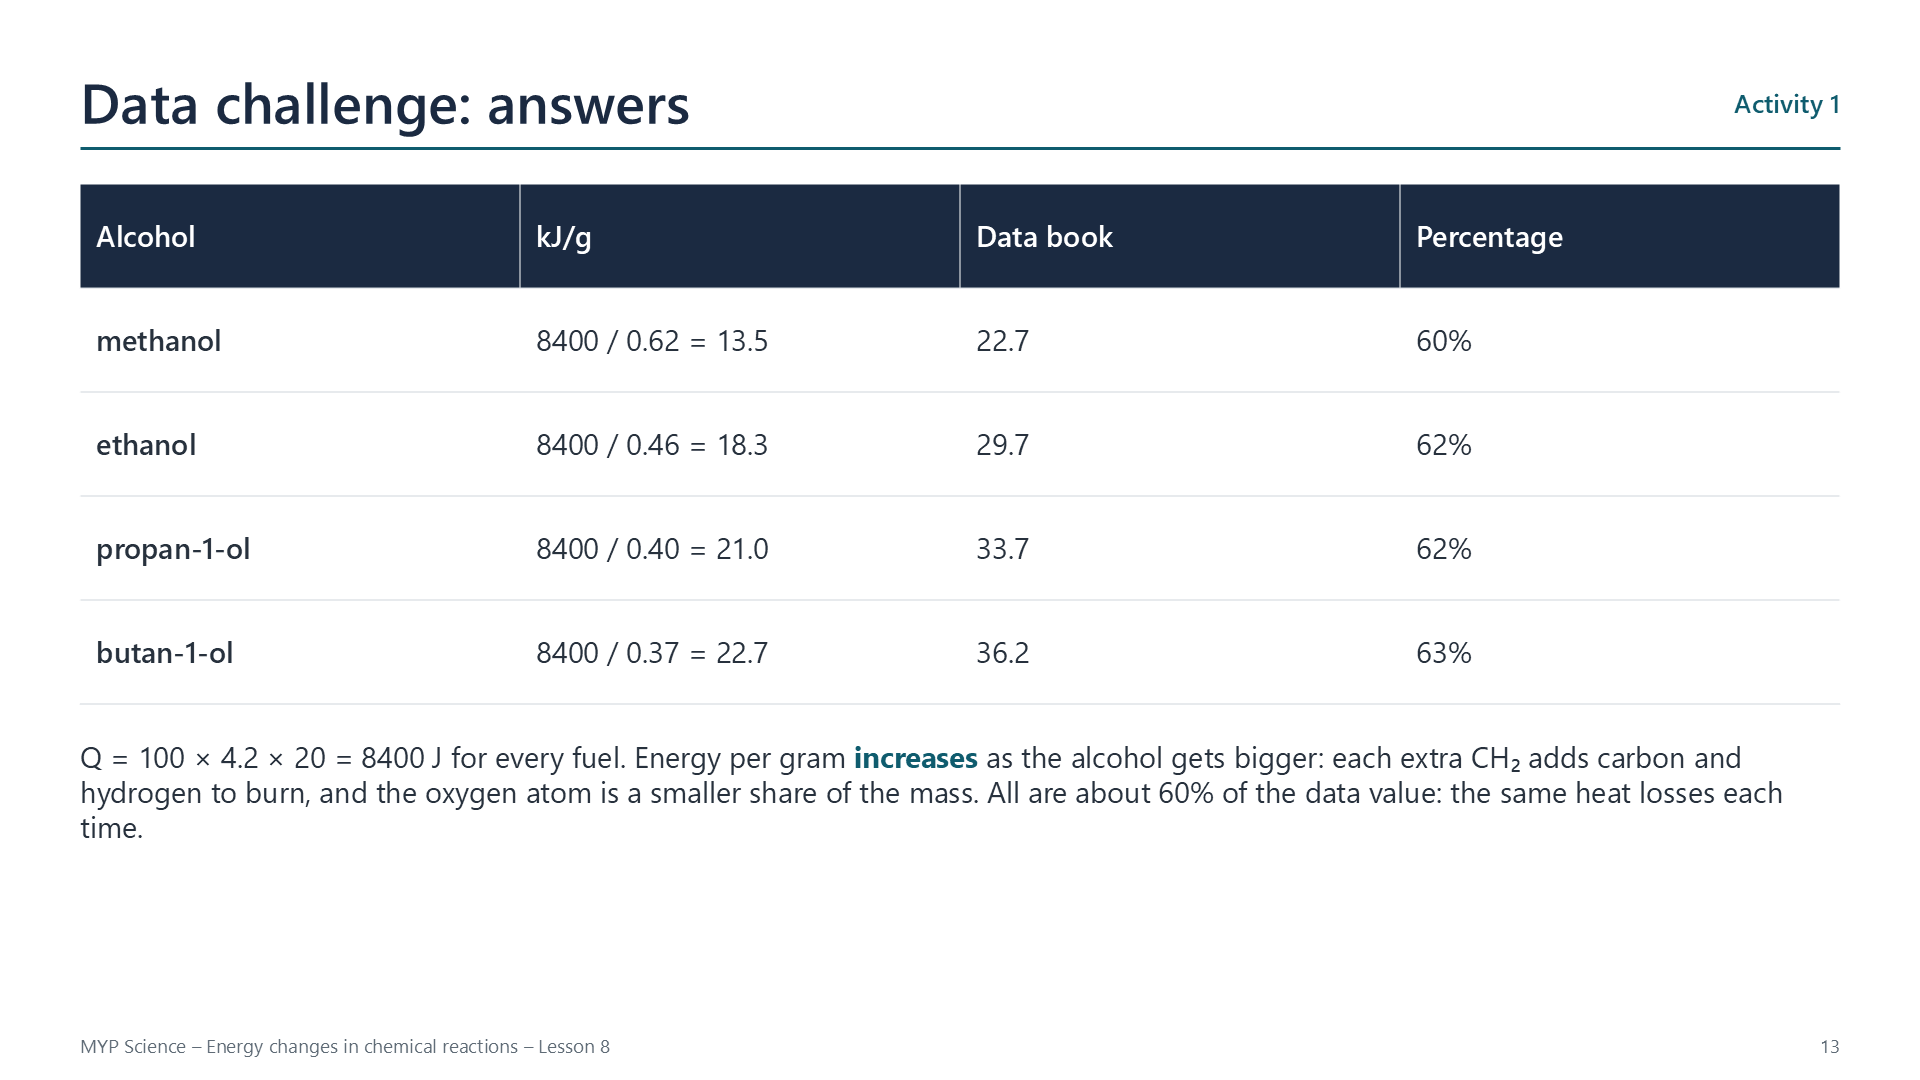 Data challenge: answers
Activity 1
Alcohol kJ/g Data book Percentage
methanol 8400 / 0.62 = 13.5 22.7 60%
ethanol 8400 / 0.46 = 18.3 29.7 62%
propan-1-ol 8400 / 0.40 = 21.0 33.7 62%
butan-1-ol 8400 / 0.37 = 22.7 36.2 63%
Q = 100 × 4.2 × 20 = 8400 J for every fuel. Energy per gram increases as the alcohol gets bigger: each extra CH₂ adds carbon and
hydrogen to burn, and the oxygen atom is a smaller share of the mass. All are about 60% of the data value: the same heat losses each
time.
MYP Science – Energy changes in chemical reactions – Lesson 8
13